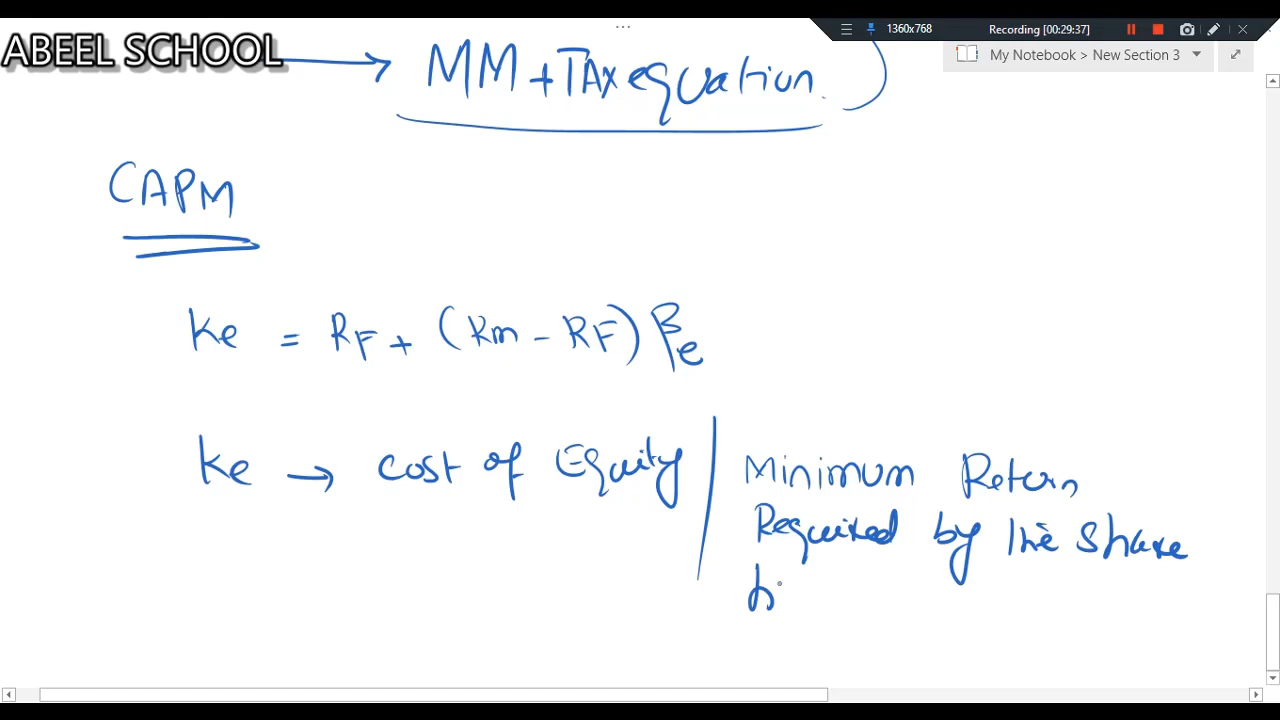 1360x768
Recording [00:29:37]
ABEEL SCHOOL
My Notebook > New Section 3
MM + TAx equation
CAPM
Ke = RF + (Rm - RF) βe
Ke → Cost of Equity
Minimum Return
Required by the Share
h